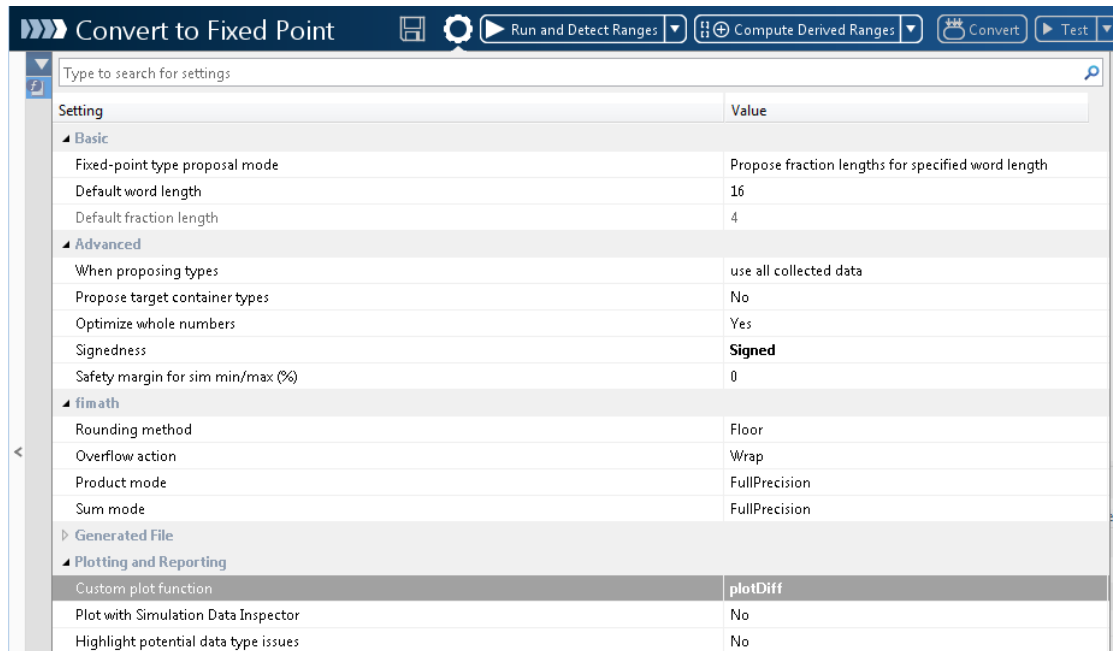 Convert to Fixed Point Run and Detect Ranges Compute Derived Ranges Convert Test
Type to search for settings
Setting Value
Basic
Fixed-point type proposal mode Propose fraction lengths for specified word length
Default word length 16
Default fraction length 4
Advanced
When proposing types use all collected data
Propose target container types No
Optimize whole numbers Yes
Signedness Signed
Safety margin for sim min/max (%) 0
fimath
Rounding method Floor
Overflow action Wrap
Product mode FullPrecision
Sum mode FullPrecision
Generated File
Plotting and Reporting
Custom plot function plotDiff
Plot with Simulation Data Inspector No
Highlight potential data type issues No